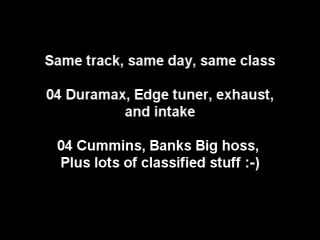 Same track, same day, same class
04 Duramax, Edge tuner, exhaust,
and intake
04 Cummins, Banks Big hoss,
Plus lots of classified stuff :-)